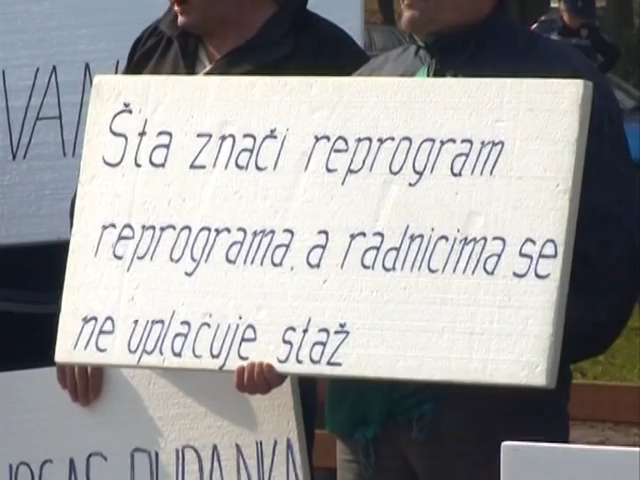 Šta znači reprogram
reprograma, a radnicima se
ne uplaćuje staž